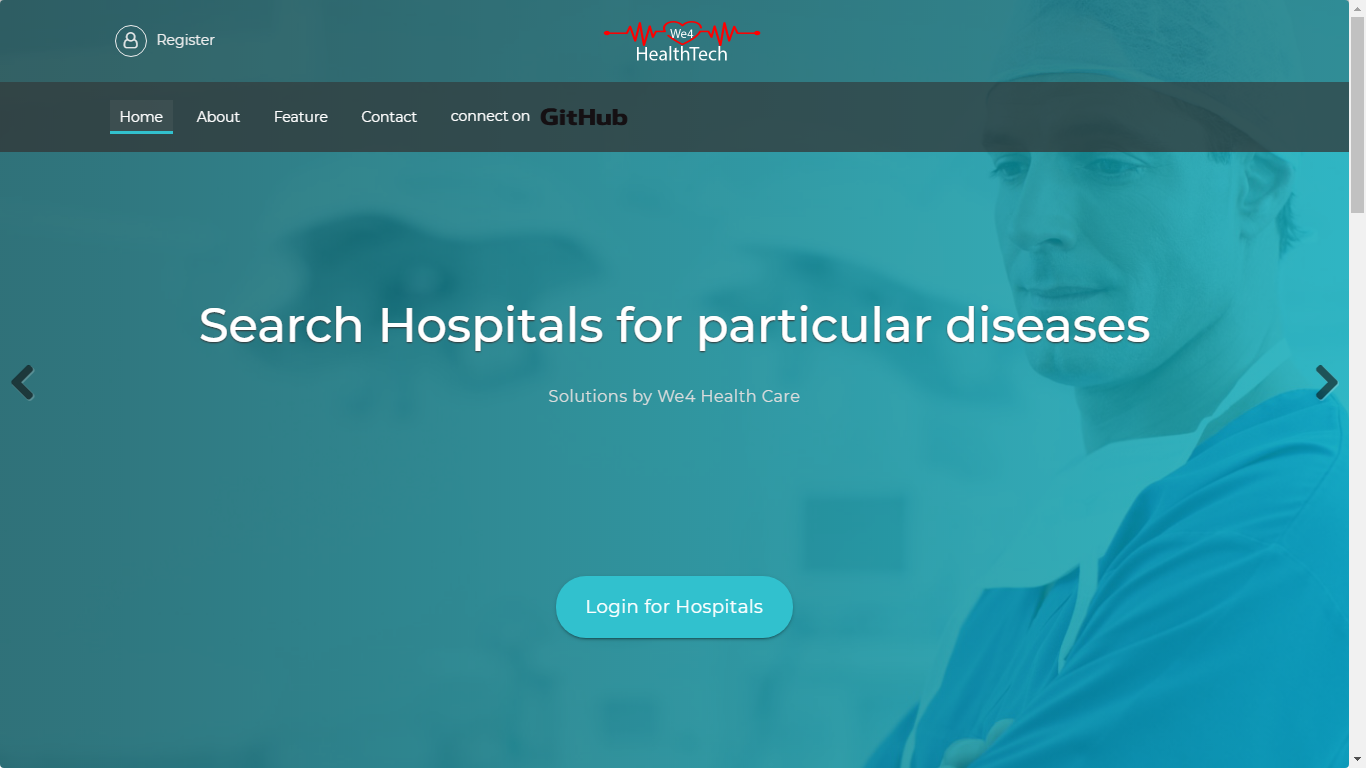 Register
We4
HealthTech
Home About Feature Contact connect on GitHub
Search Hospitals for particular diseases
Solutions by We4 Health Care
Login for Hospitals